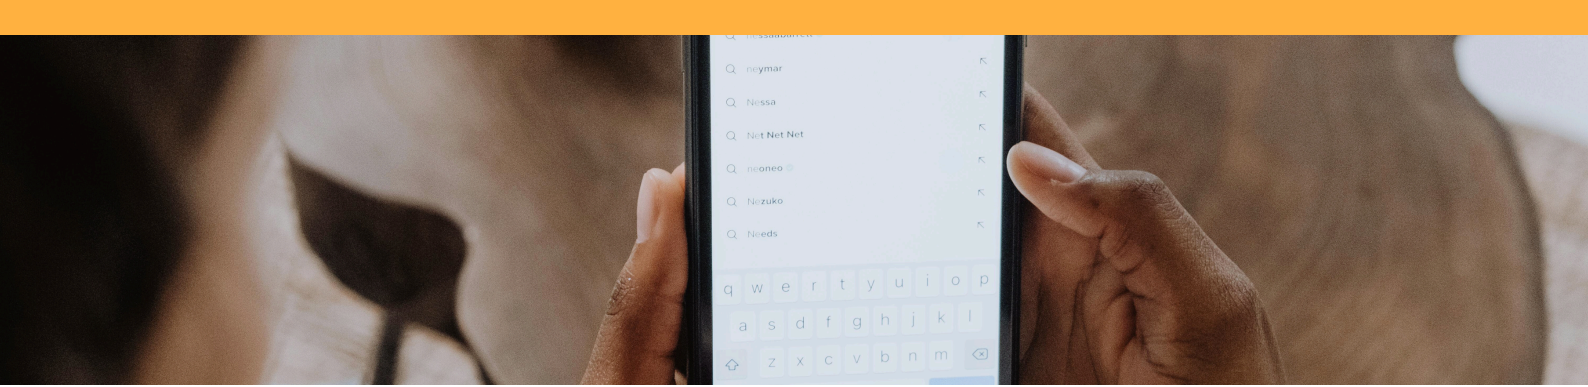 neymar
Nessa
Net Net Net
neoneo
Nezuko
Needs
q w e r t y u i o p
a s d f g h j k l
z x c v b n m